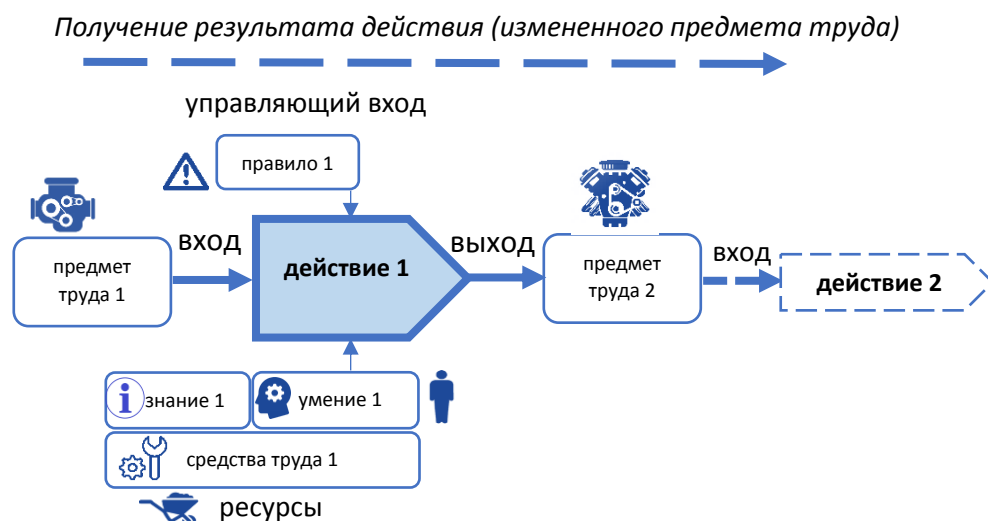 Получение результата действия (измененного предмета труда)
управляющий вход
правило 1
предмет
труда 1
вход
действие 1
выход
предмет
труда 2
вход
действие 2
i знание 1
умение 1
средства труда 1
ресурсы